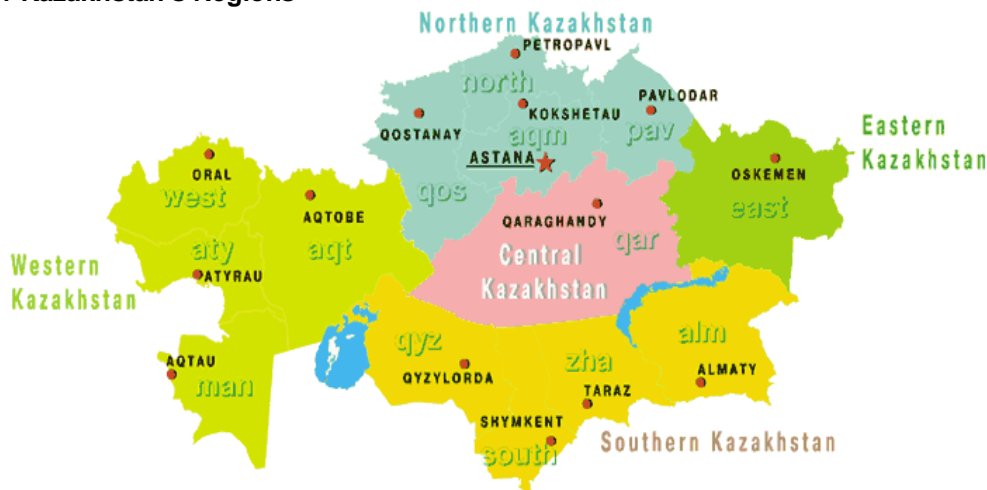 Kazakhstan's Regions
Northern Kazakhstan
PETROPAVL
north
KOKSHETAU
aqm
PAVLODAR
pav
QOSTANAY
ASTANA
qos
Eastern
Kazakhstan
OSKEMEN
east
ORAL
west
AQTOBE
aqt
aty
ATYRAU
Western
Kazakhstan
AQTAU
man
QARAGHANDY
qar
Central
Kazakhstan
qyz
QYZYLORDA
zha
TARAZ
alm
ALMATY
SHYMKENT
south
Southern Kazakhstan